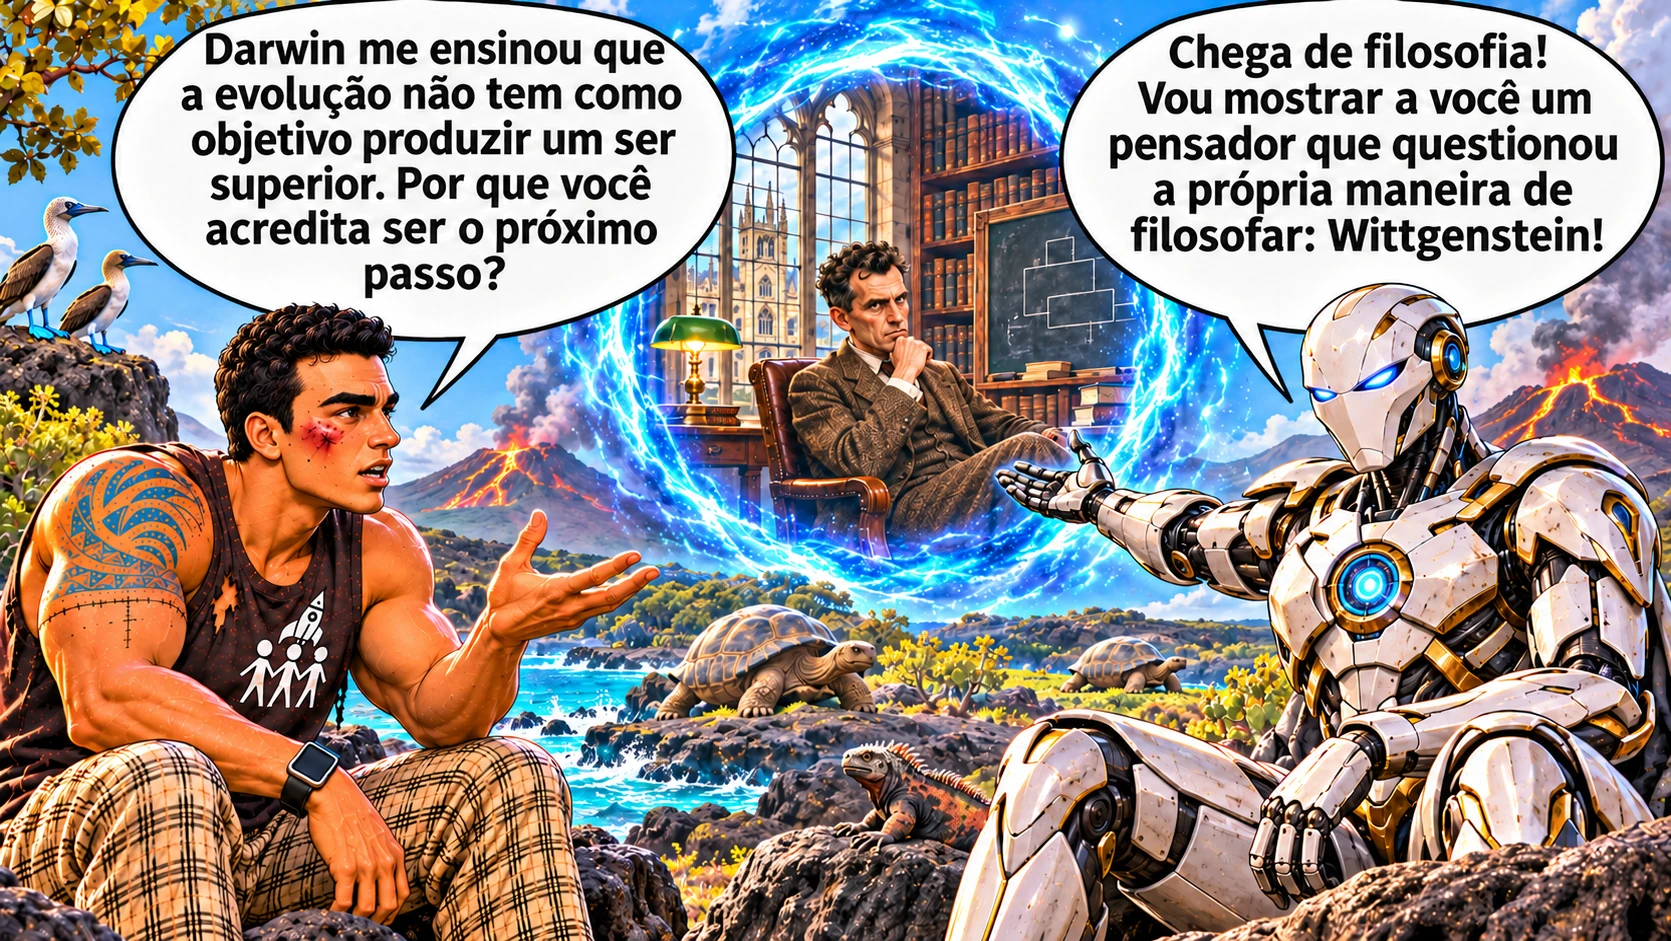 Darwin me ensinou que
a evolução não tem como
objetivo produzir um ser
superior. Por que você
acredita ser o próximo
passo?
Chega de filosofia!
Vou mostrar a você um
pensador que questionou
a própria maneira de
filosofar: Wittgenstein!